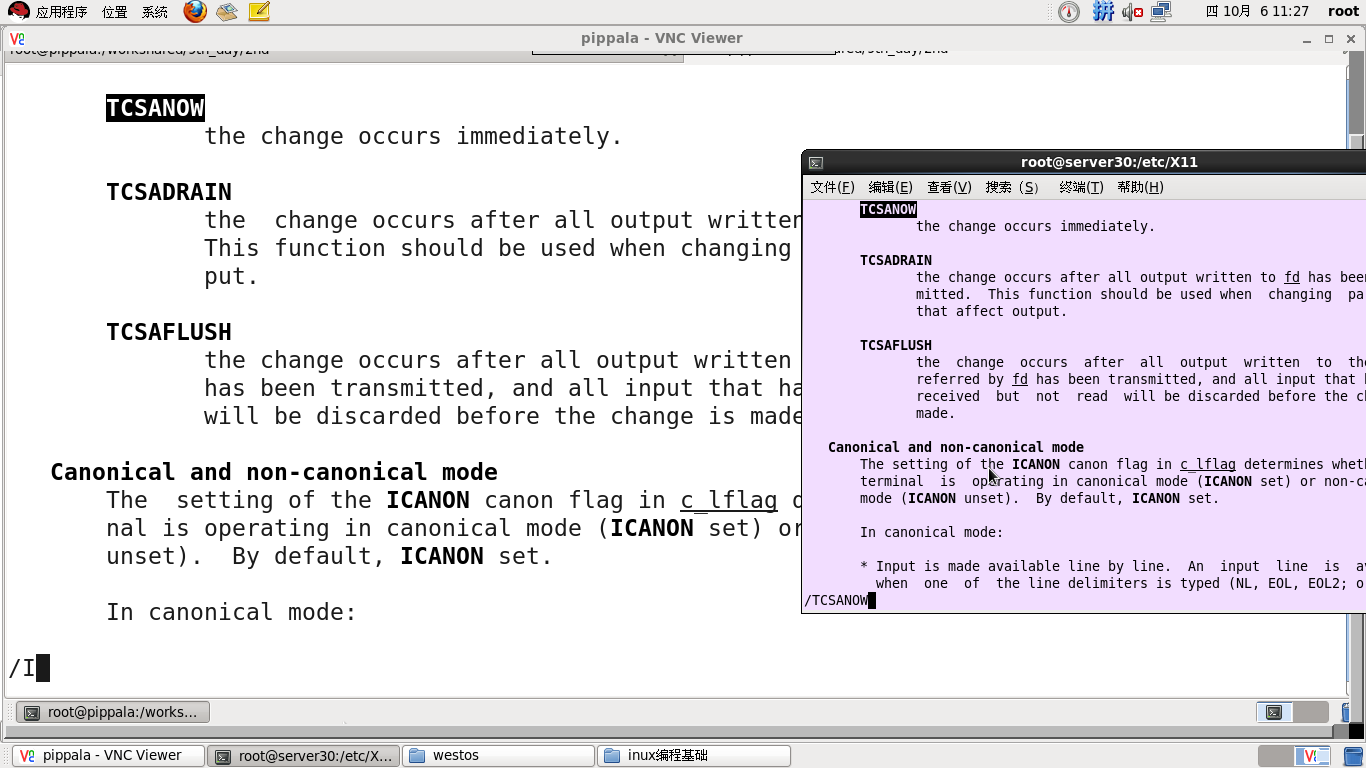 应用程序 位置 系统
拼
四 10月 6 11:27 root
pippala - VNC Viewer
root@pippala:/workshared/9th_day/2nd
TCSANOW
the change occurs immediately.
TCSADRAIN
the  change occurs after all output written
This function should be used when changing
put.
TCSAFLUSH
the change occurs after all output written
has been transmitted, and all input that ha
will be discarded before the change is made
Canonical and non-canonical mode
The  setting of the ICANON canon flag in c_lflag d
nal is operating in canonical mode (ICANON set) or
unset).  By default, ICANON set.
In canonical mode:
/I
root@server30:/etc/X11
文件(F) 编辑(E) 查看(V) 搜索 (S) 终端(T) 帮助(H)
TCSANOW
the change occurs immediately.
TCSADRAIN
the change occurs after all output written to fd has been
mitted.  This function should be used when  changing  pa
that affect output.
TCSAFLUSH
the  change  occurs  after  all  output  written  to  the
referred by fd has been transmitted, and all input that h
received  but  not  read  will be discarded before the ch
made.
Canonical and non-canonical mode
The setting of the ICANON canon flag in c_lflag determines wheth
terminal  is  operating in canonical mode (ICANON set) or non-ca
mode (ICANON unset).  By default, ICANON set.
In canonical mode:
* Input is made available line by line.  An  input  line  is  av
when  one  of  the line delimiters is typed (NL, EOL, EOL2; o
/TCSANOW
root@pippala:/works...
pippala - VNC Viewer
root@server30:/etc/X...
westos
inux编程基础